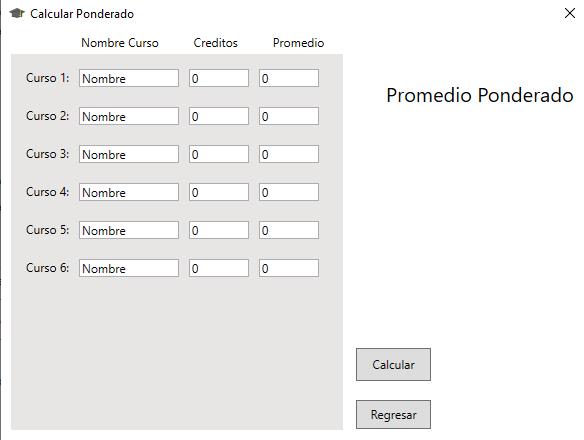 Calcular Ponderado
Nombre Curso Creditos Promedio
Curso 1: Nombre 0 0
Promedio Ponderado
Curso 2: Nombre 0 0
Curso 3: Nombre 0 0
Curso 4: Nombre 0 0
Curso 5: Nombre 0 0
Curso 6: Nombre 0 0
Calcular
Regresar